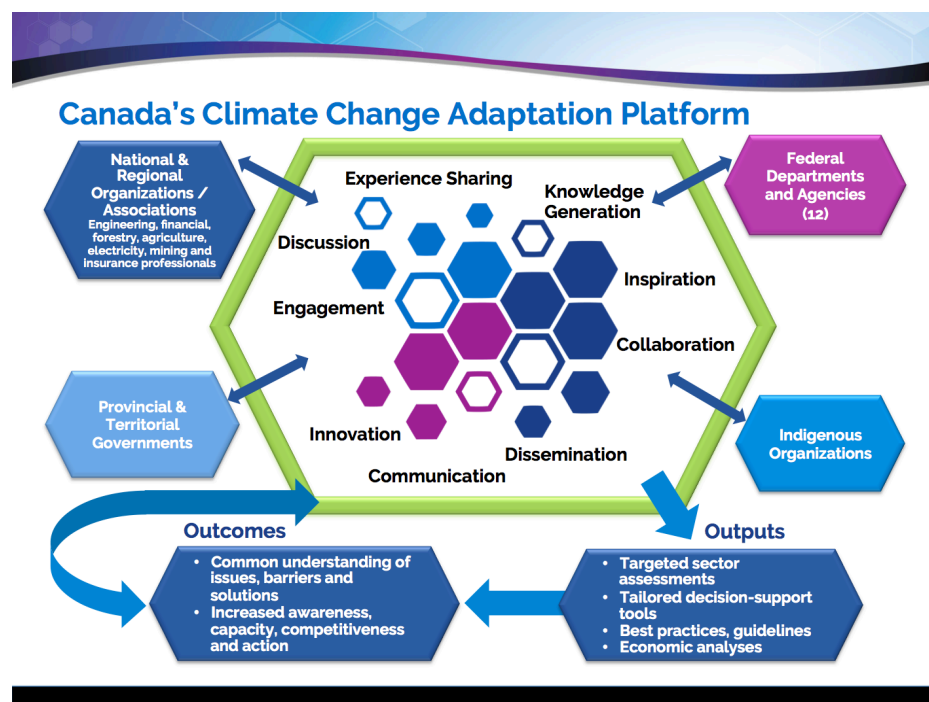 Canada's Climate Change Adaptation Platform
National &
Regional
Organizations /
Associations
Engineering, financial,
forestry, agriculture,
electricity, mining and
insurance professionals
Federal
Departments
and Agencies
(12)
Experience Sharing
Knowledge
Generation
Discussion
Inspiration
Engagement
Collaboration
Provincial &
Territorial
Governments
Innovation
Dissemination
Communication
Indigenous
Organizations
Outcomes
• Common understanding of
issues, barriers and
solutions
• Increased awareness,
capacity, competitiveness
and action
Outputs
• Targeted sector
assessments
• Tailored decision-support
tools
• Best practices, guidelines
• Economic analyses